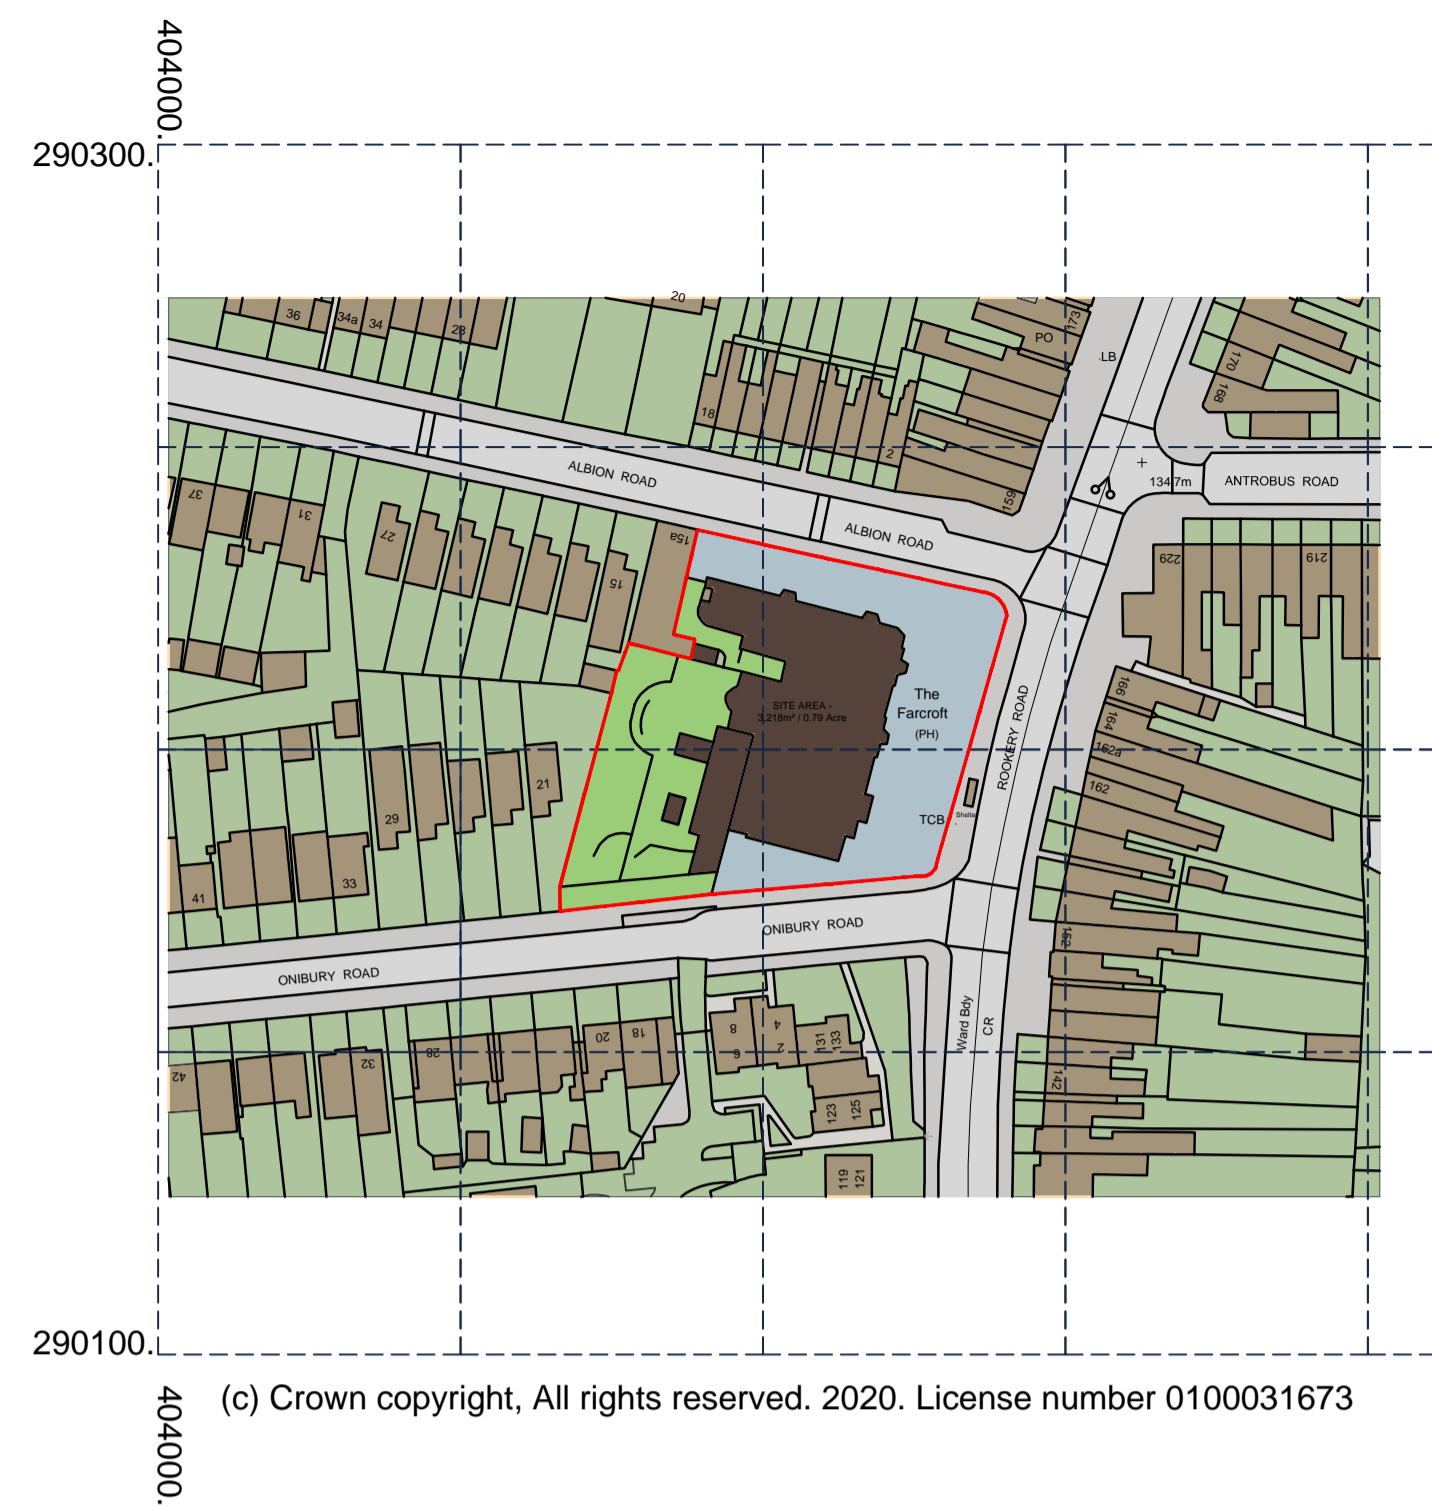 404000.
290300.
20
36
34a
34
28
173
PO
LB
170
168
18
2
ALBION ROAD
159
134.7m
ANTROBUS ROAD
37
31
27
15
15a
ALBION ROAD
229
219
The
Farcroft
(PH)
SITE AREA -
3,218m² / 0.79 Acre
ROOKERY ROAD
166
164
162a
162
21
29
33
41
TCB
Shelter
ONIBURY ROAD
ONIBURY ROAD
152
Ward Bdy
CR
42
32
28
20
18
8
6
4
2
131
133
123
125
119
121
142
290100.
404000.
(c) Crown copyright, All rights reserved. 2020. License number 0100031673